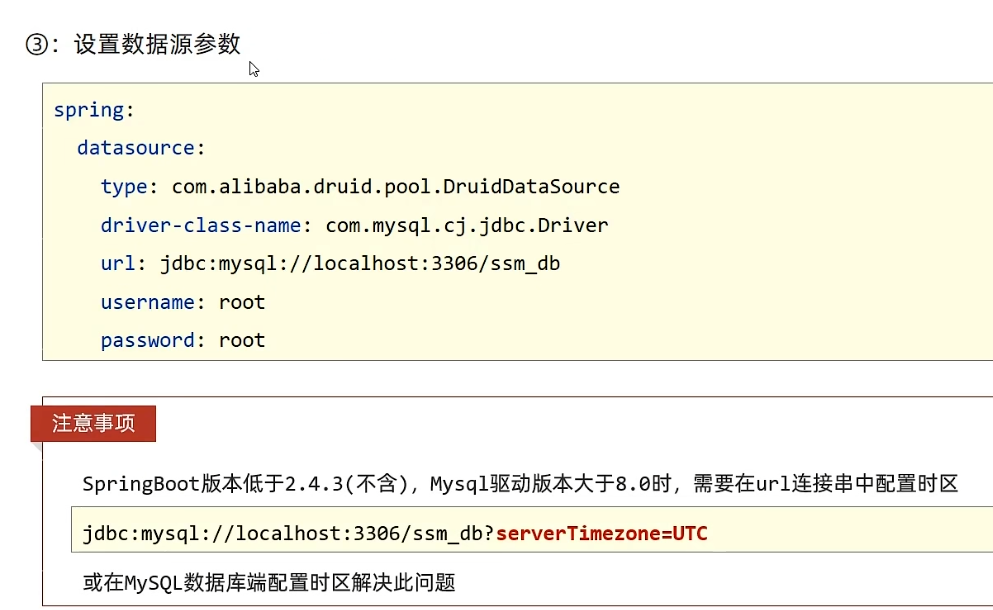 ③：设置数据源参数
spring:
  datasource:
    type: com.alibaba.druid.pool.DruidDataSource
    driver-class-name: com.mysql.cj.jdbc.Driver
    url: jdbc:mysql://localhost:3306/ssm_db
    username: root
    password: root
注意事项
SpringBoot版本低于2.4.3(不含)，Mysql驱动版本大于8.0时，需要在url连接串中配置时区
jdbc:mysql://localhost:3306/ssm_db?serverTimezone=UTC
或在MySQL数据库端配置时区解决此问题